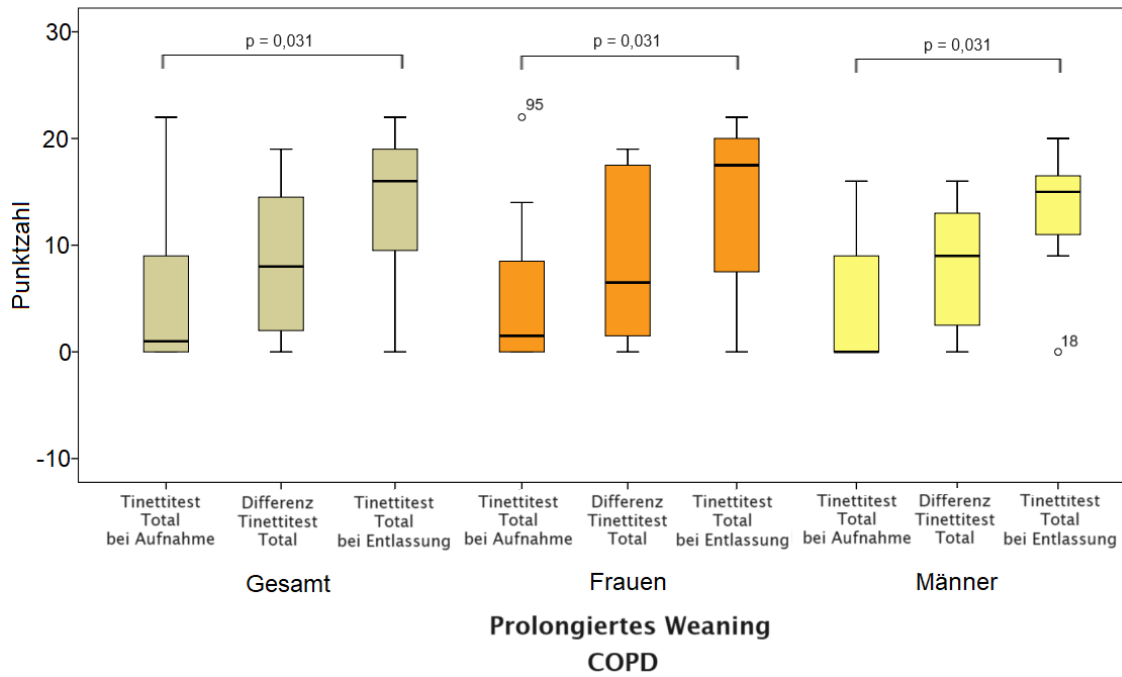 30
20
10
0
-10
Punktzahl
p = 0,031
p = 0,031
p = 0,031
95
18
Tinettitest
Total
bei Aufnahme
Differenz
Tinettitest
Total
Tinettitest
Total
bei Entlassung
Tinettitest
Total
bei Aufnahme
Differenz
Tinettitest
Total
Tinettitest
Total
bei Entlassung
Tinettitest
Total
bei Aufnahme
Differenz
Tinettitest
Total
Tinettitest
Total
bei Entlassung
Gesamt
Frauen
Männer
Prolongiertes Weaning
COPD